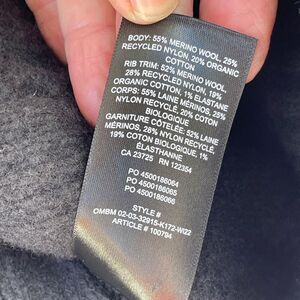 BODY: 55% MERINO WOOL, 25%
RECYCLED NYLON, 20% ORGANIC
COTTON
RIB TRIM: 52% MERINO WOOL,
28% RECYCLED NYLON, 19%
ORGANIC COTTON, 1% ELASTANE
CORPS: 55% LAINE MÉRINOS, 25%
NYLON RECYCLÉ, 20% COTON
BIOLOGIQUE
GARNITURE CÔTELÉE: 52% LAINE
MÉRINOS, 28% NYLON RECYCLÉ,
19% COTON BIOLOGIQUE, 1%
ÉLASTHANNE
CA 23725 RN 122354
PO 4500186064
PO 4500186065
PO 4500186066
STYLE #
OMBM 02-03-32915-K172-WI22
ARTICLE # 100794